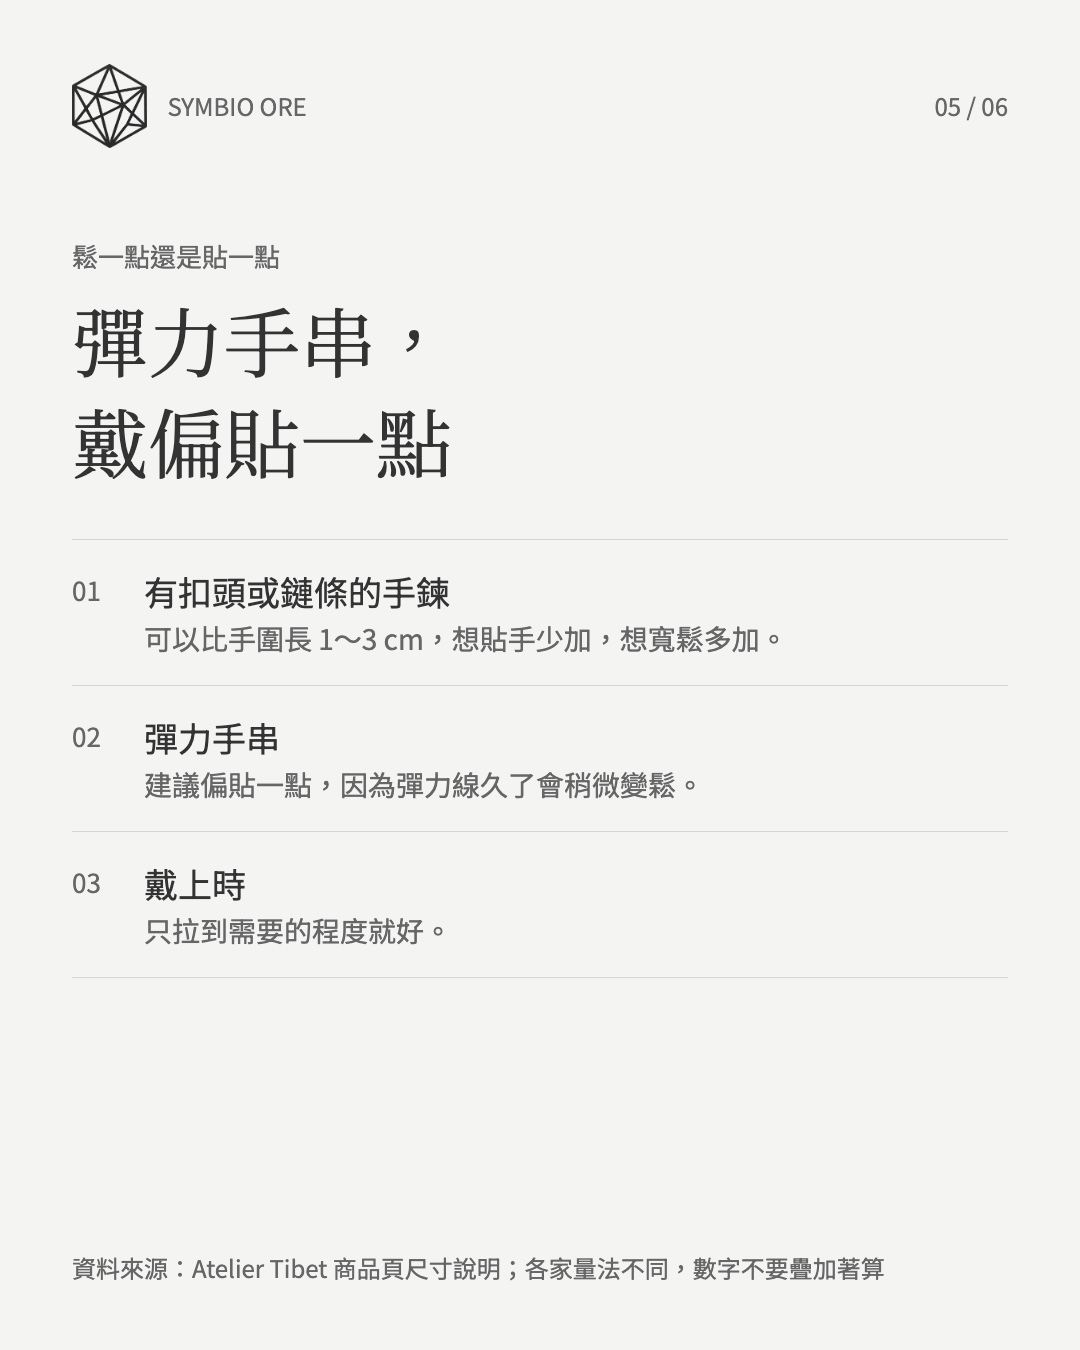 SYMBIO ORE
05 / 06
鬆一點還是貼一點
彈力手串，
戴偏貼一點
01 有扣頭或鏈條的手鍊
可以比手圍長 1～3 cm，想貼手少加，想寬鬆多加。
02 彈力手串
建議偏貼一點，因為彈力線久了會稍微變鬆。
03 戴上時
只拉到需要的程度就好。
資料來源：Atelier Tibet 商品頁尺寸說明；各家量法不同，數字不要疊加著算